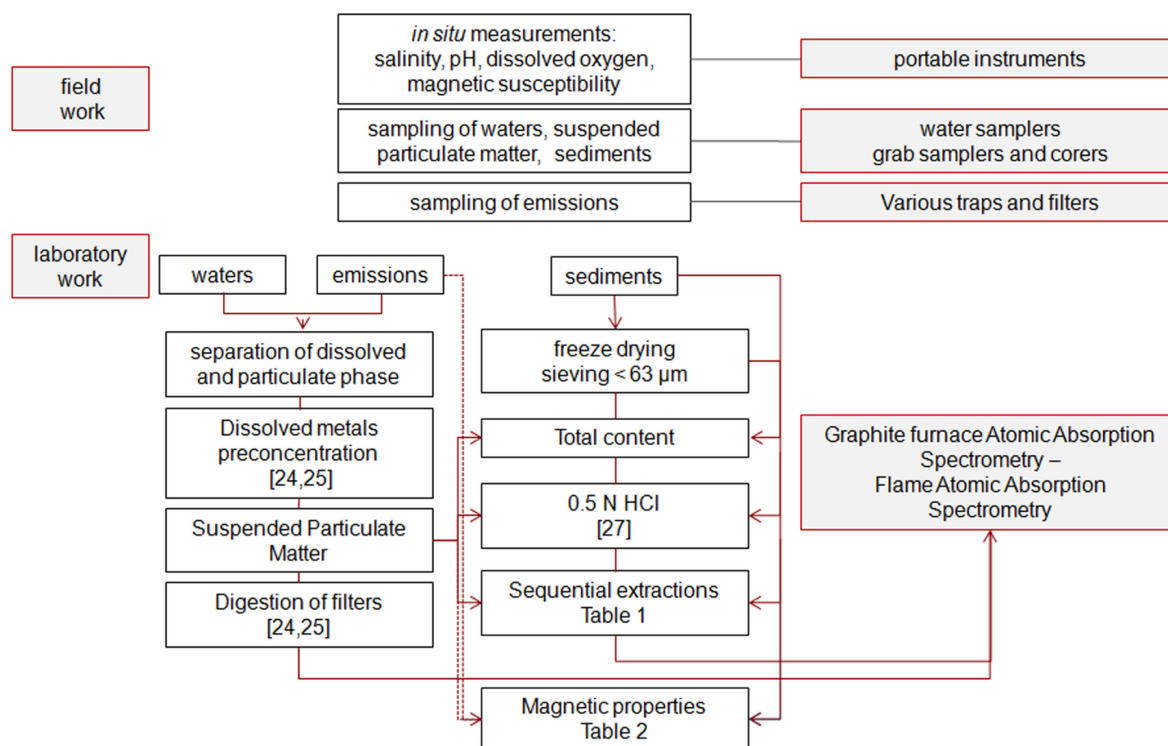 in situ measurements:
salinity, pH, dissolved oxygen,
magnetic susceptibility
portable instruments
field
work
sampling of waters, suspended
particulate matter, sediments
water samplers
grab samplers and corers
sampling of emissions
Various traps and filters
laboratory
work
waters
emissions
sediments
separation of dissolved
and particulate phase
freeze drying
sieving < 63 µm
Dissolved metals
preconcentration
[24,25]
Total content
Graphite furnace Atomic Absorption
Spectrometry –
Flame Atomic Absorption
Spectrometry
0.5 N HCl
[27]
Suspended Particulate
Matter
Sequential extractions
Table 1
Digestion of filters
[24,25]
Magnetic properties
Table 2